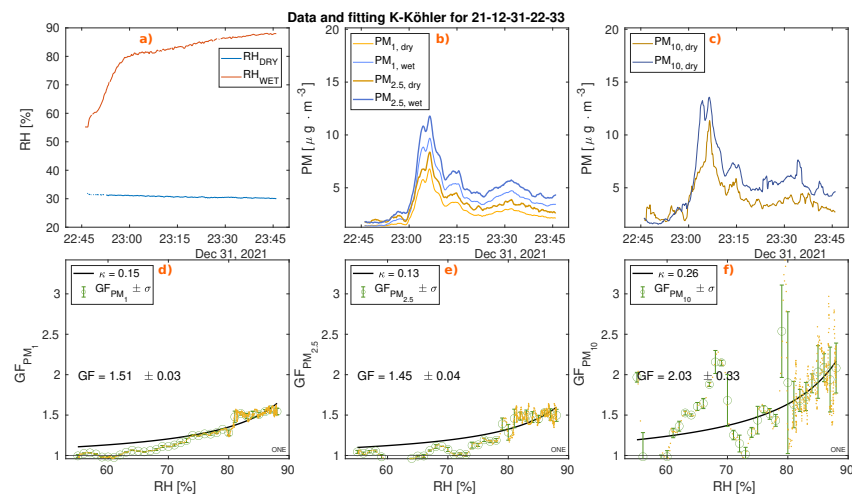 Data and fitting K-Köhler for 21-12-31-22-33
a)
RH_DRY
RH_WET
RH [%]
90
80
70
60
50
40
30
20
22:45 23:00 23:15 23:30 23:45
Dec 31, 2021
b)
PM_1, dry
PM_1, wet
PM_2.5, dry
PM_2.5, wet
PM [ μ g · m^-3
20
15
10
5
22:45 23:00 23:15 23:30 23:45
Dec 31, 2021
c)
PM_10, dry
PM_10, dry
PM [ μ g · m^-3
20
15
10
5
22:45 23:00 23:15 23:30 23:45
Dec 31, 2021
d)
κ = 0.15
GF_PM_1 ± σ
GF_PM_1
3
2.5
2
1.5
1
GF = 1.51 ± 0.03
ONE
60 70 80 90
RH [%]
e)
κ = 0.13
GF_PM_2.5 ± σ
GF_PM_2.5
3
2.5
2
1.5
1
GF = 1.45 ± 0.04
ONE
60 70 80 90
RH [%]
f)
κ = 0.26
GF_PM_10 ± σ
GF_PM_10
3
2.5
2
1.5
1
GF = 2.03 ± 0.33
ONE
60 70 80 90
RH [%]